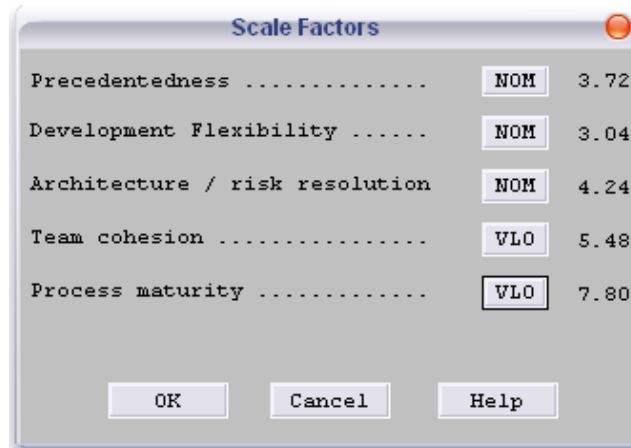 Scale Factors
Precedentedness .............. NOM 3.72
Development Flexibility ...... NOM 3.04
Architecture / risk resolution NOM 4.24
Team cohesion ................ VLO 5.48
Process maturity ............. VLO 7.80
OK Cancel Help